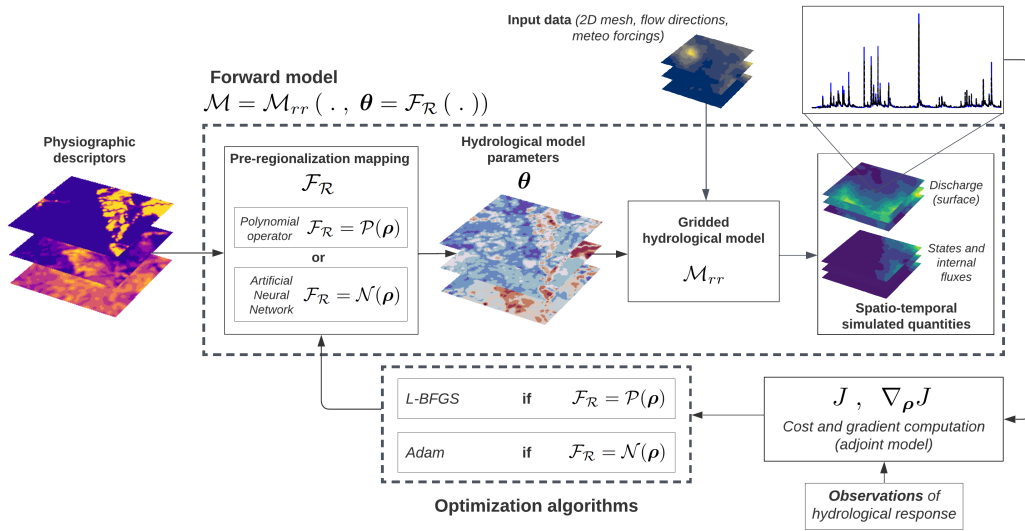 Input data (2D mesh, flow directions,
meteo forcings)
Forward model
ℳ = ℳ_rr ( . , θ = ℱ_ℛ ( . ))
Physiographic
descriptors
Pre-regionalization mapping
ℱ_ℛ
Polynomial
operator
ℱ_ℛ = 𝒫(ρ)
or
Artificial
Neural
Network
ℱ_ℛ = 𝒩(ρ)
Hydrological model
parameters
θ
Gridded
hydrological model
ℳ_rr
Discharge
(surface)
States and
internal
fluxes
Spatio-temporal
simulated quantities
L-BFGS if ℱ_ℛ = 𝒫(ρ)
Adam if ℱ_ℛ = 𝒩(ρ)
Optimization algorithms
J , ∇_ρ J
Cost and gradient computation
(adjoint model)
Observations of
hydrological response